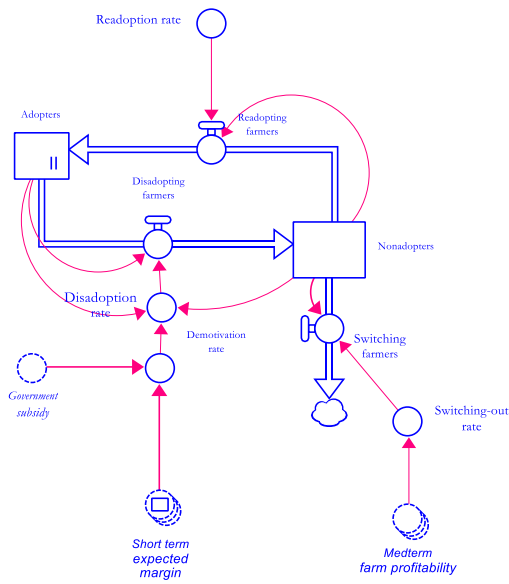 Readoption rate
Adopters
Readopting
farmers
Disadopting
farmers
Nonadopters
Disadoption
rate
Demotivation
rate
Switching
farmers
Government
subsidy
Switching-out
rate
Short term
expected
margin
Medterm
farm profitability